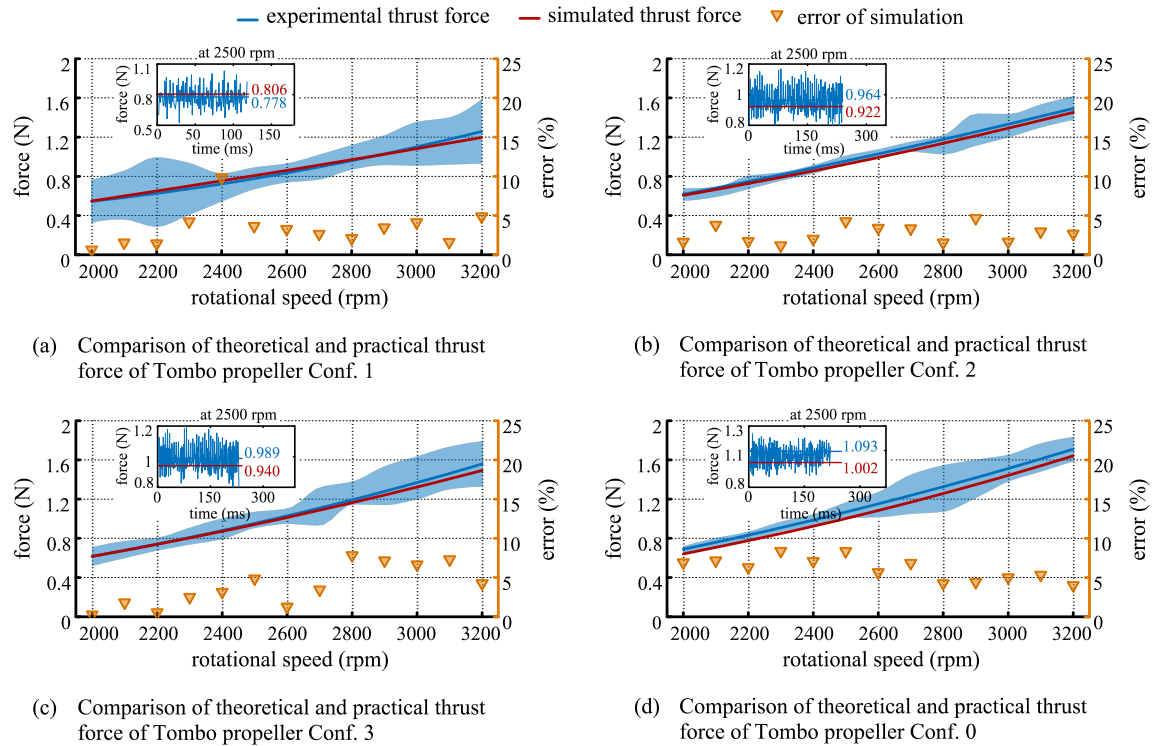 experimental thrust force simulated thrust force error of simulation
at 2500 rpm
force (N)
1.1
0.8
0.5
0.806
0.778
0 50 100 150
time (ms)
force (N)
2
1.6
1.2
0.8
0.4
0
error (%)
25
20
15
10
5
0
2000 2200 2400 2600 2800 3000 3200
rotational speed (rpm)
(a) Comparison of theoretical and practical thrust
force of Tombo propeller Conf. 1
at 2500 rpm
force (N)
1.2
1
0.8
0.964
0.922
0 150 300
time (ms)
force (N)
2
1.6
1.2
0.8
0.4
0
error (%)
25
20
15
10
5
0
2000 2200 2400 2600 2800 3000 3200
rotational speed (rpm)
(b) Comparison of theoretical and practical thrust
force of Tombo propeller Conf. 2
at 2500 rpm
force (N)
1.2
1
0.8
0.989
0.940
0 150 300
time (ms)
force (N)
2
1.6
1.2
0.8
0.4
0
error (%)
25
20
15
10
5
0
2000 2200 2400 2600 2800 3000 3200
rotational speed (rpm)
(c) Comparison of theoretical and practical thrust
force of Tombo propeller Conf. 3
at 2500 rpm
force (N)
1.3
1.1
0.8
1.093
1.002
0 150 300
time (ms)
force (N)
2
1.6
1.2
0.8
0.4
0
error (%)
25
20
15
10
5
0
2000 2200 2400 2600 2800 3000 3200
rotational speed (rpm)
(d) Comparison of theoretical and practical thrust
force of Tombo propeller Conf. 0